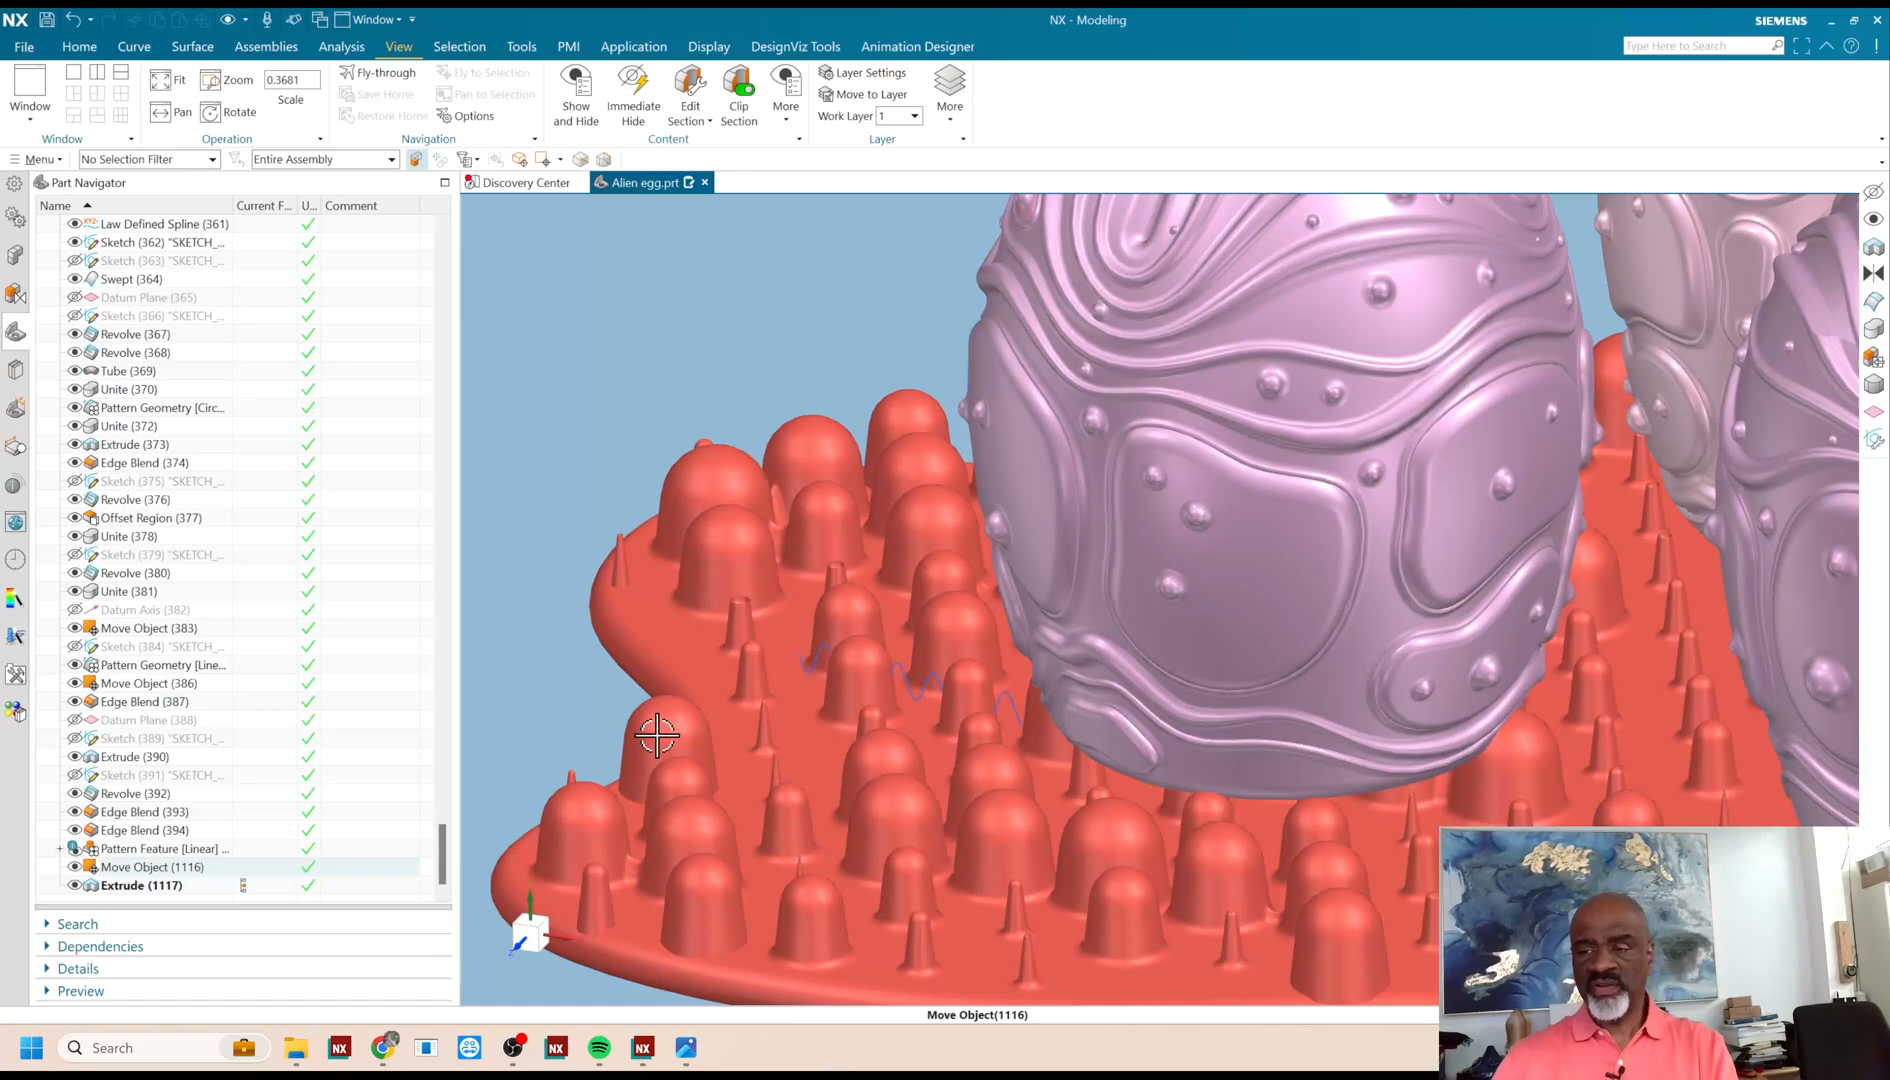 NX
Window
NX - Modeling
SIEMENS
File Home Curve Surface Assemblies Analysis View Selection Tools PMI Application Display DesignViz Tools Animation Designer
Type Here to Search
Window
Fit Zoom 0.3681
Pan Rotate Scale
Fly-through Fly to Selection
Save Home Pan to Selection
Restore Home Options
Show and Hide
Immediate Hide
Edit Section
Clip Section
More
Layer Settings
Move to Layer
Work Layer 1
More
Window Operation Navigation Content Layer
Menu No Selection Filter Entire Assembly
Part Navigator
Discovery Center Alien egg.prt
Name Current F... U... Comment
Law Defined Spline (361)
Sketch (362) "SKETCH_...
Sketch (363) "SKETCH_...
Swept (364)
Datum Plane (365)
Sketch (366) "SKETCH_...
Revolve (367)
Revolve (368)
Tube (369)
Unite (370)
Pattern Geometry [Circ...
Unite (372)
Extrude (373)
Edge Blend (374)
Sketch (375) "SKETCH_...
Revolve (376)
Offset Region (377)
Unite (378)
Sketch (379) "SKETCH_...
Revolve (380)
Unite (381)
Datum Axis (382)
Move Object (383)
Sketch (384) "SKETCH_...
Pattern Geometry [Line...
Move Object (386)
Edge Blend (387)
Datum Plane (388)
Sketch (389) "SKETCH_...
Extrude (390)
Sketch (391) "SKETCH_...
Revolve (392)
Edge Blend (393)
Edge Blend (394)
Pattern Feature [Linear] ...
Move Object (1116)
Extrude (1117)
Search
Dependencies
Details
Preview
Move Object(1116)
Search
NX
NX
NX